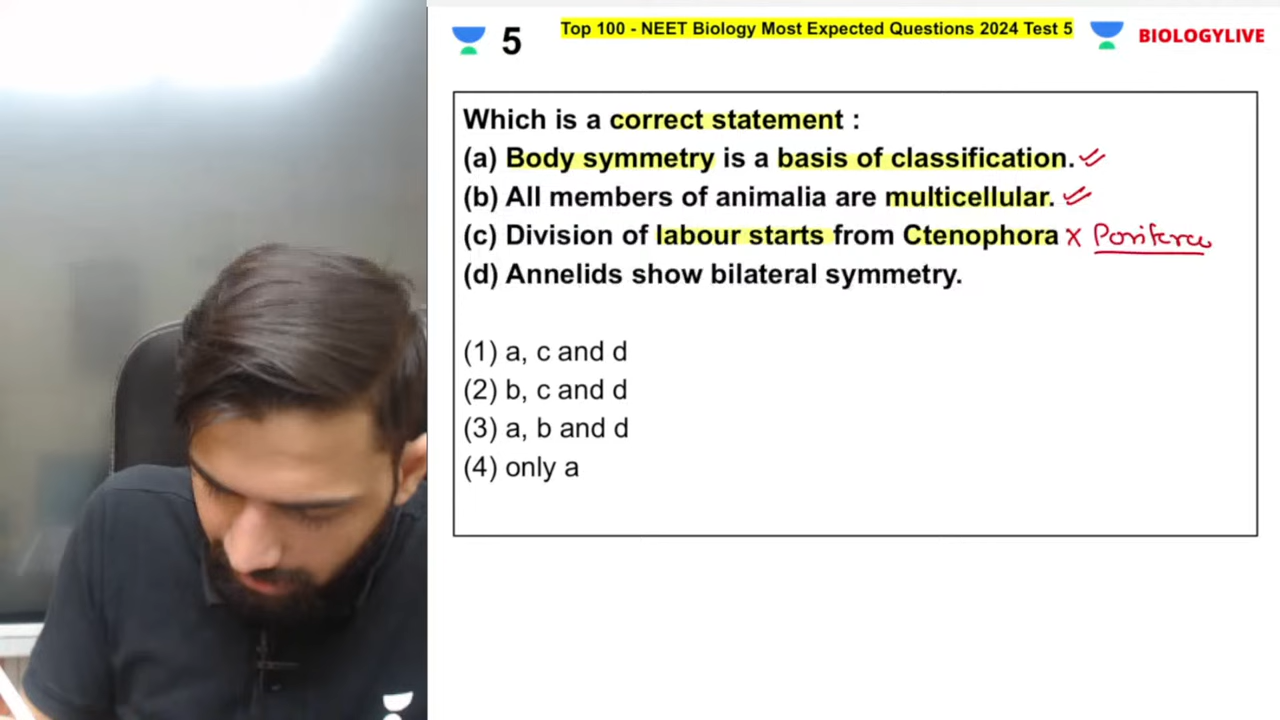 5
Top 100 - NEET Biology Most Expected Questions 2024 Test 5
BIOLOGYLIVE
Which is a correct statement :
(a) Body symmetry is a basis of classification.
(b) All members of animalia are multicellular.
(c) Division of labour starts from Ctenophora x Porifera
(d) Annelids show bilateral symmetry.
(1) a, c and d
(2) b, c and d
(3) a, b and d
(4) only a